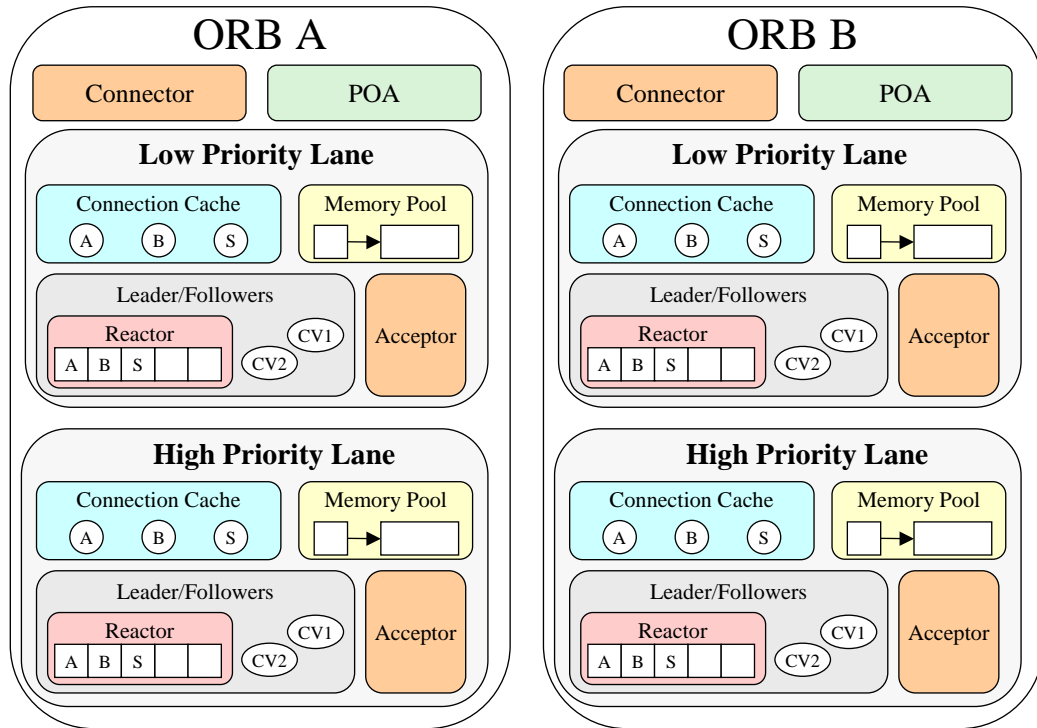 ORB A
Connector POA
Low Priority Lane
Connection Cache Memory Pool
A B S
Leader/Followers
Reactor CV1 Acceptor
A B S CV2
High Priority Lane
Connection Cache Memory Pool
A B S
Leader/Followers
Reactor CV1 Acceptor
A B S CV2
ORB B
Connector POA
Low Priority Lane
Connection Cache Memory Pool
A B S
Leader/Followers
Reactor CV1 Acceptor
A B S CV2
High Priority Lane
Connection Cache Memory Pool
A B S
Leader/Followers
Reactor CV1 Acceptor
A B S CV2